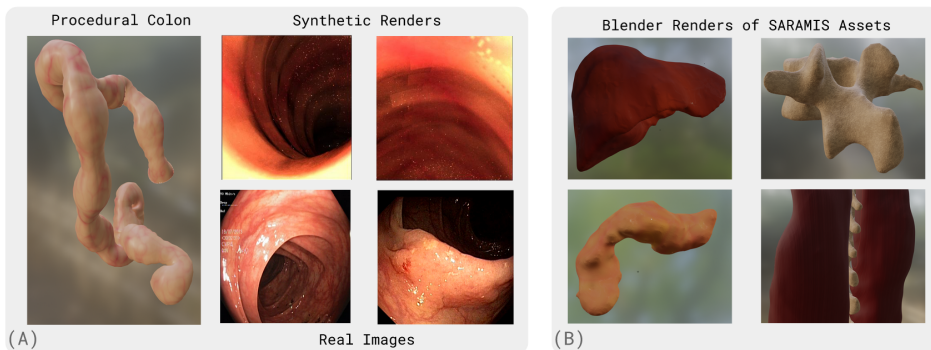 Procedural Colon
Synthetic Renders
Real Images
(A)
Blender Renders of SARAMIS Assets
(B)